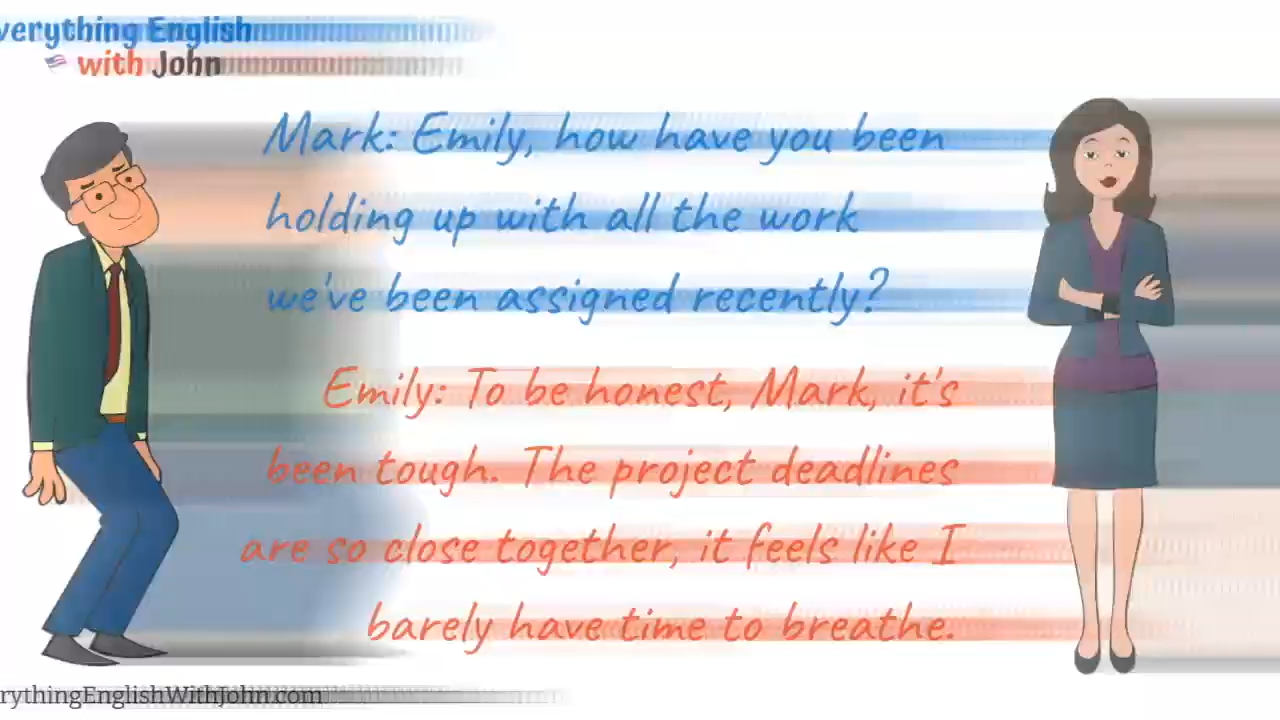 verything English
with John
Mark: Emily, how have you been
holding up with all the work
we've been assigned recently?
Emily: To be honest, Mark, it's
been tough. The project deadlines
are so close together, it feels like I
barely have time to breathe.
rythingEnglishWithJohn.com